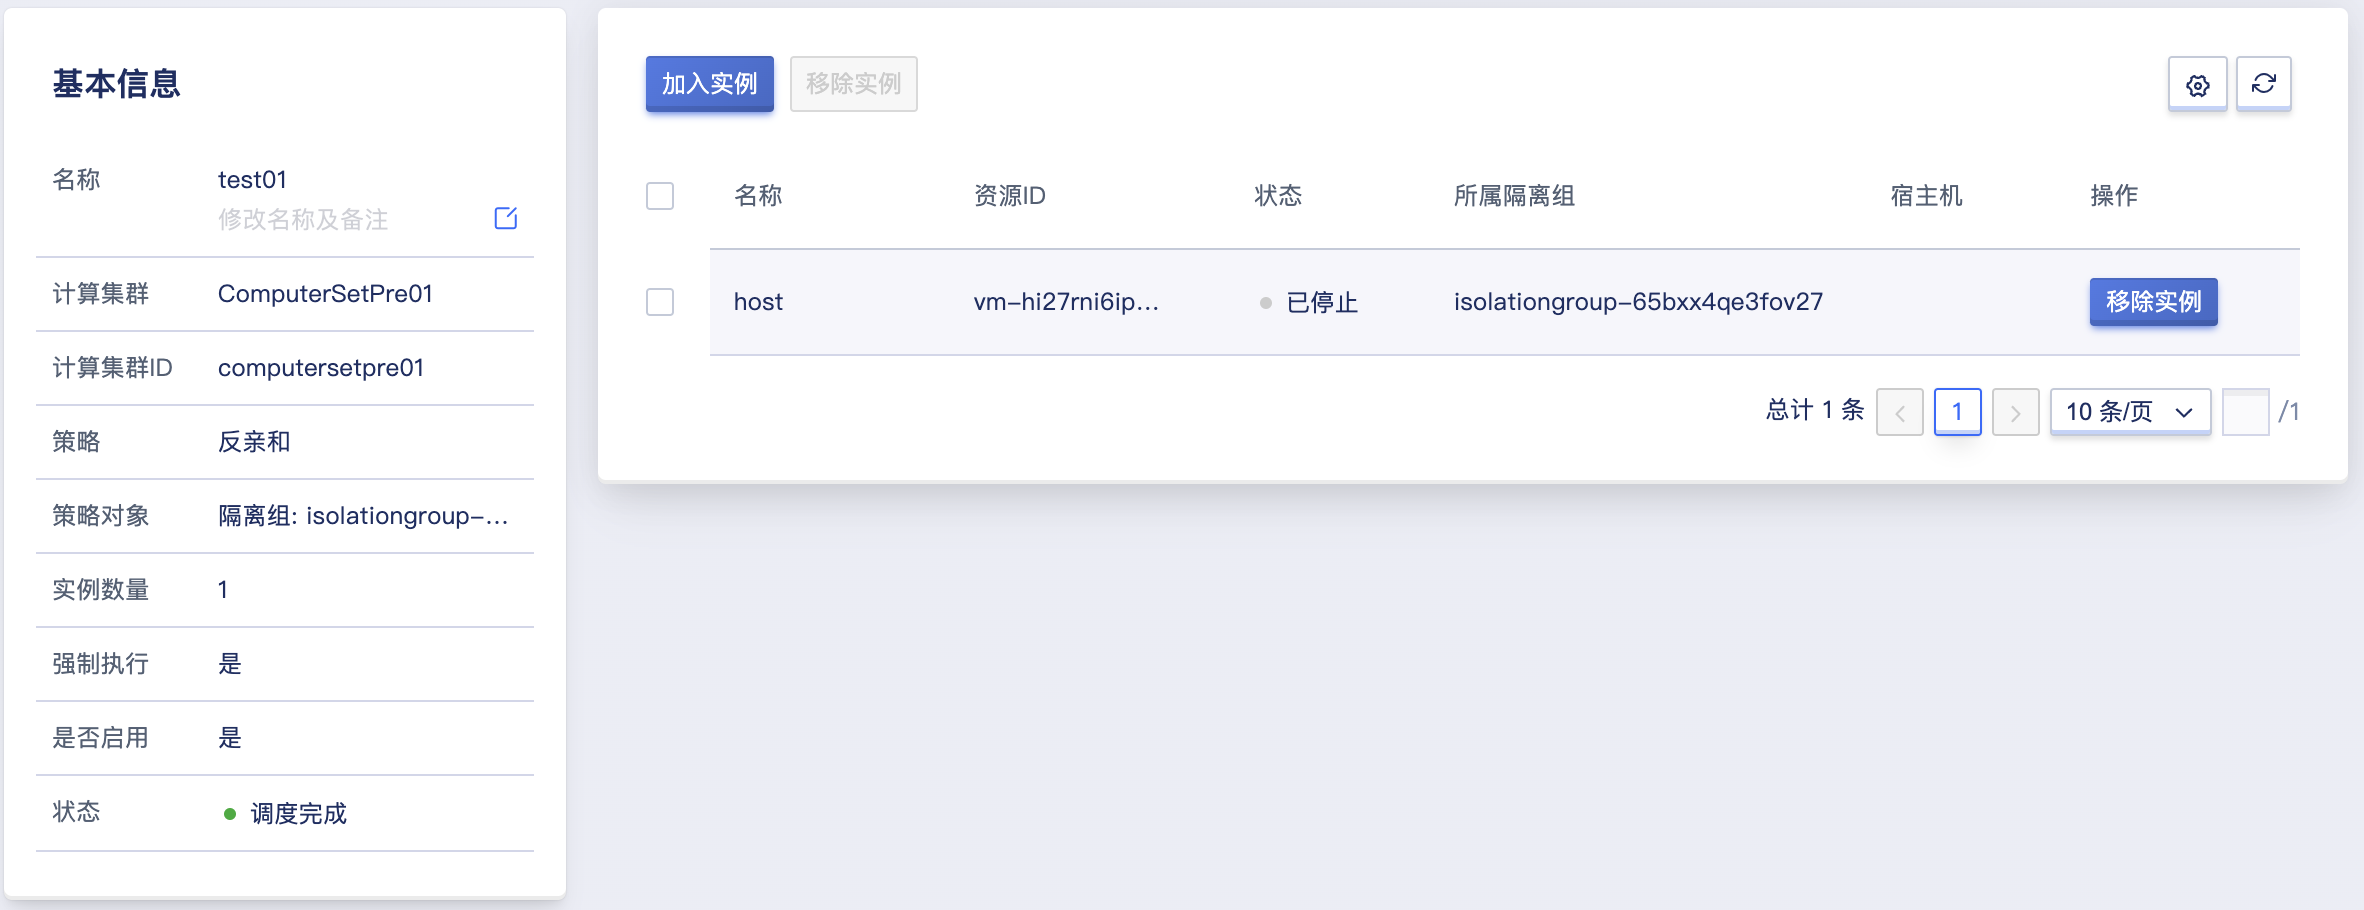 基本信息
名称 test01
修改名称及备注
计算集群 ComputerSetPre01
计算集群ID computersetpre01
策略 反亲和
策略对象 隔离组: isolationgroup-...
实例数量 1
强制执行 是
是否启用 是
状态 调度完成
加入实例 移除实例
名称 资源ID 状态 所属隔离组 宿主机 操作
host vm-hi27rni6ip... 已停止 isolationgroup-65bxx4qe3fov27 移除实例
总计 1 条 1 10 条/页 /1